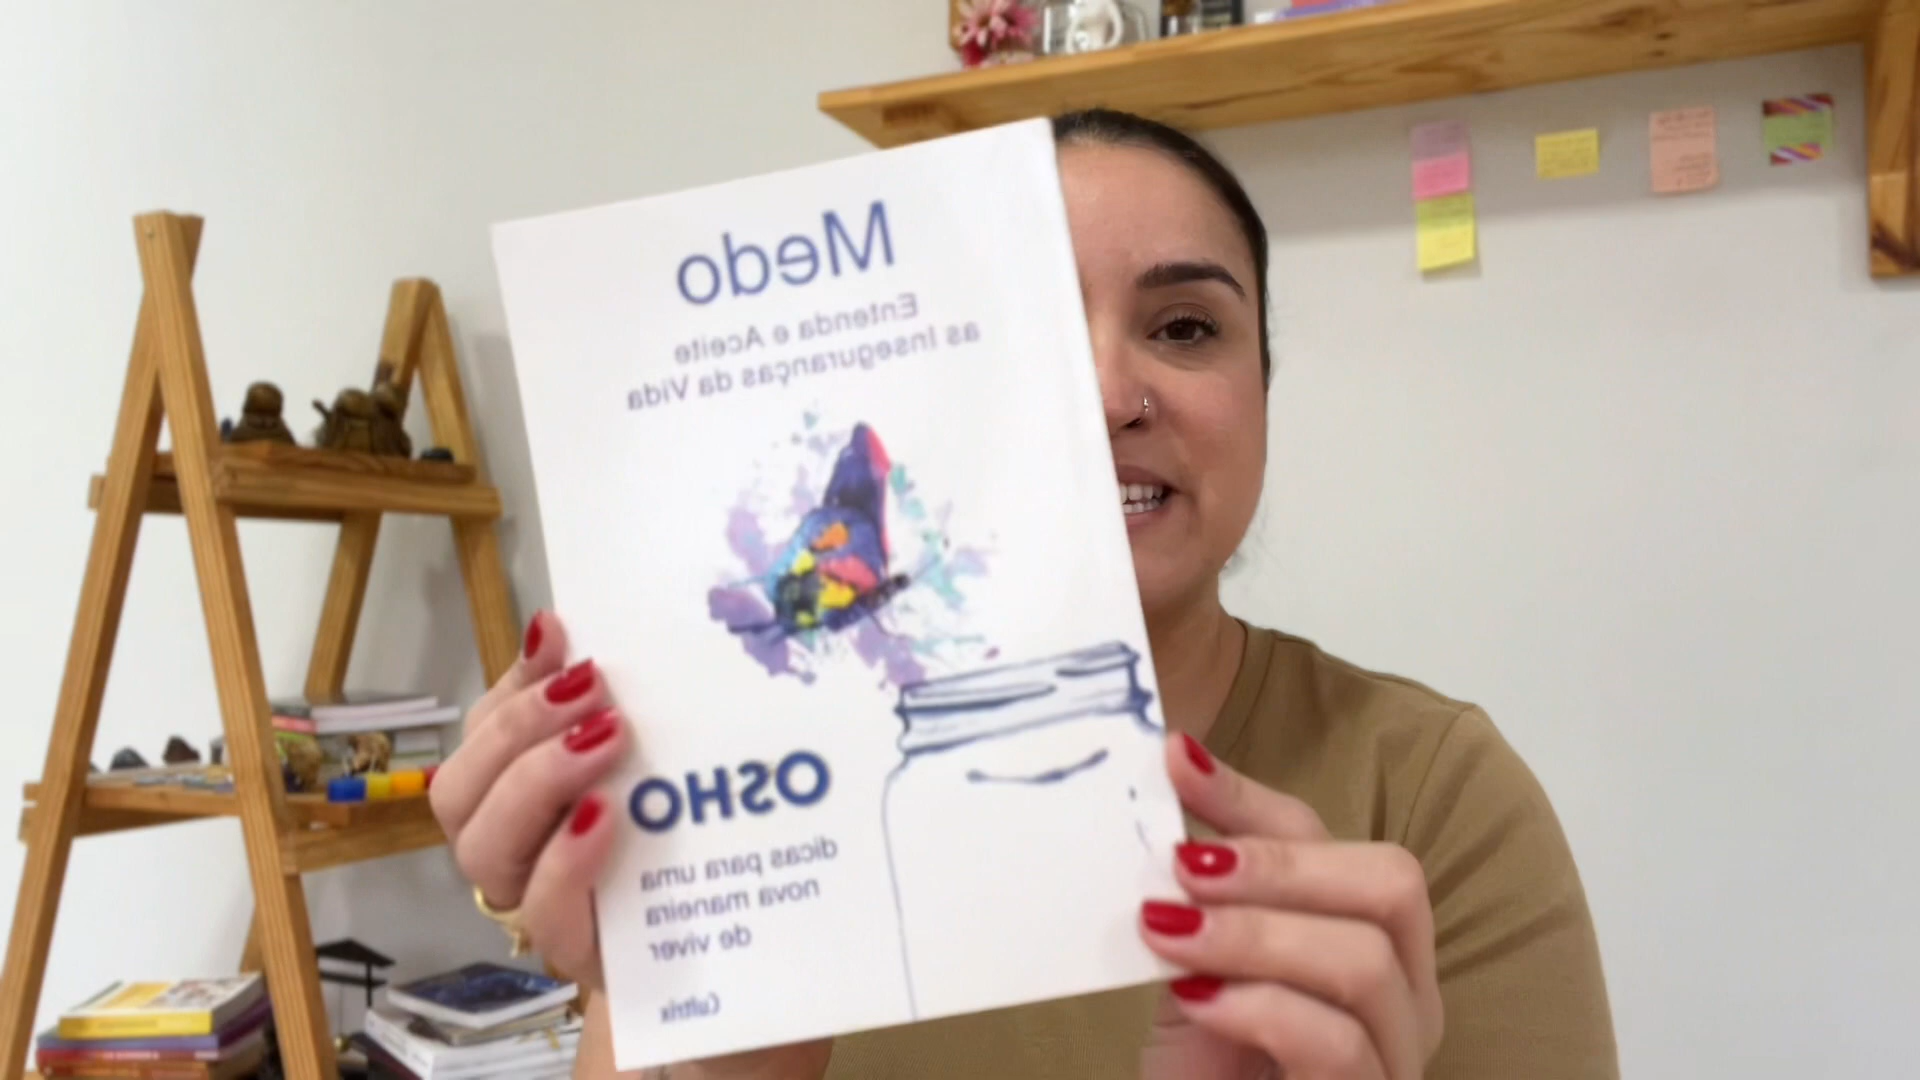 Medo
Entenda e Aceite
as Inseguranças da Vida
OSHO
dicas para uma
nova maneira
de viver
Cultrix